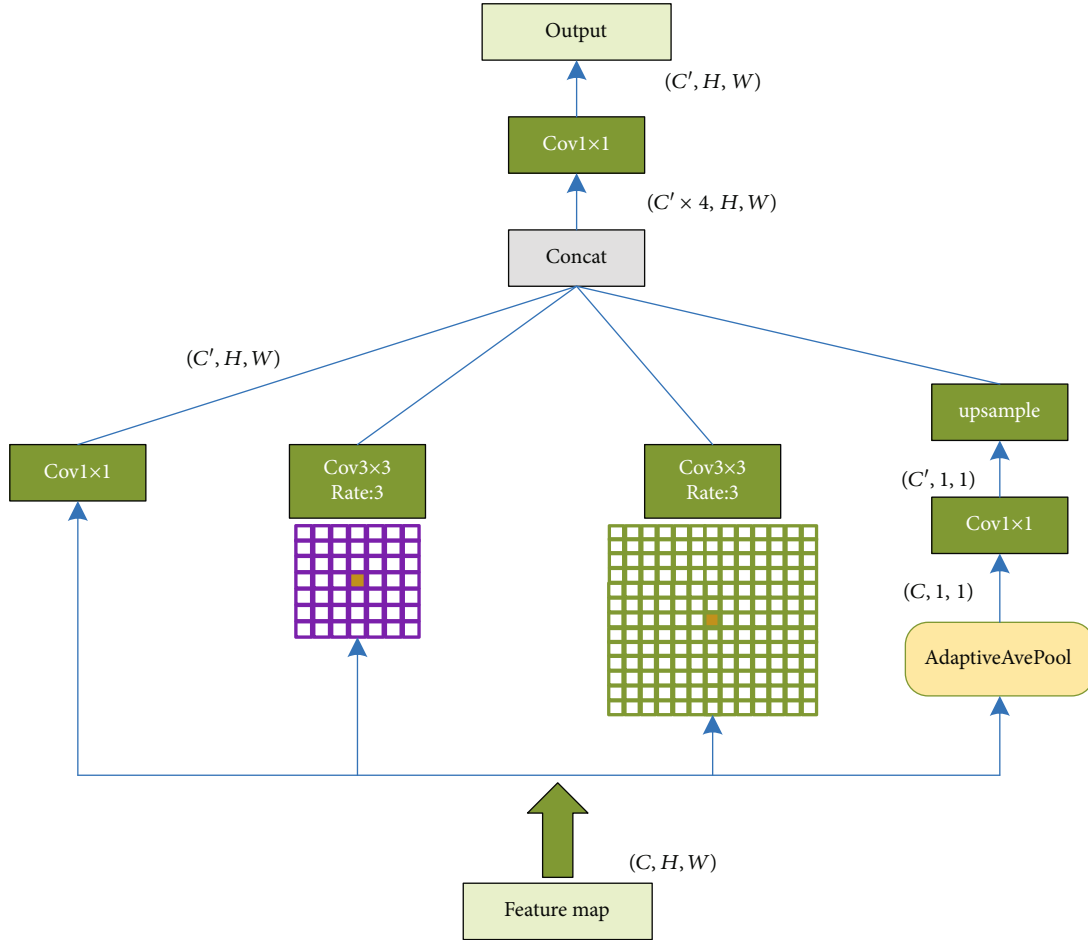 Output
(C′, H, W)
Cov1×1
(C′ × 4, H, W)
Concat
(C′, H, W)
upsample
Cov1×1
Cov3×3
Rate:3
Cov3×3
Rate:3
(C′, 1, 1)
Cov1×1
(C, 1, 1)
AdaptiveAvePool
(C, H, W)
Feature map